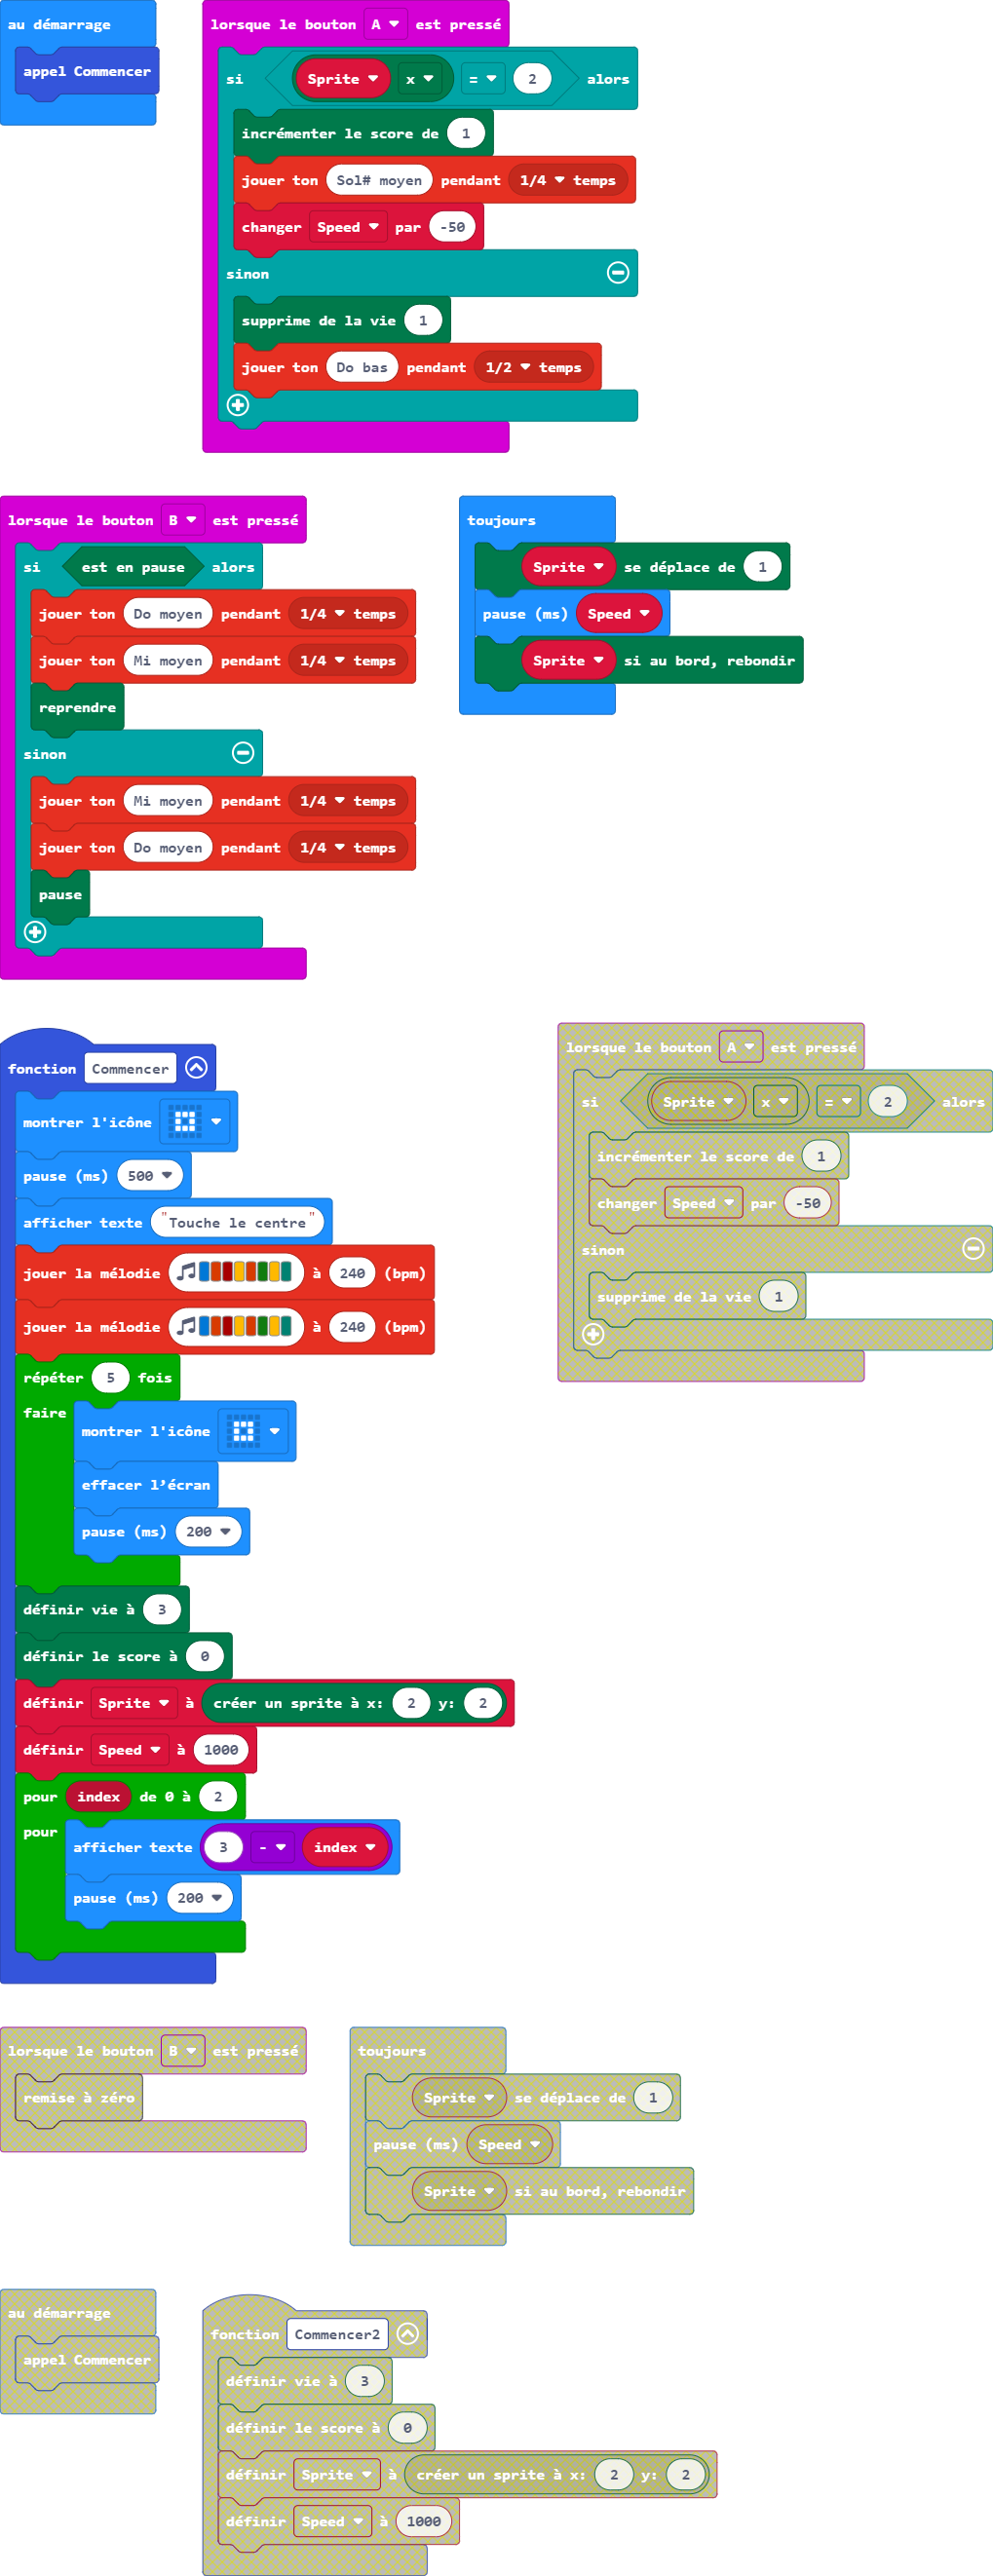 au démarrage
appel Commencer
lorsque le bouton A est pressé
si Sprite x = 2 alors
incrémenter le score de 1
jouer ton Sol# moyen pendant 1/4 temps
changer Speed par -50
sinon
supprime de la vie 1
jouer ton Do bas pendant 1/2 temps
lorsque le bouton B est pressé
si est en pause alors
jouer ton Do moyen pendant 1/4 temps
jouer ton Mi moyen pendant 1/4 temps
reprendre
sinon
jouer ton Mi moyen pendant 1/4 temps
jouer ton Do moyen pendant 1/4 temps
pause
toujours
Sprite se déplace de 1
pause (ms) Speed
Sprite si au bord, rebondir
fonction Commencer
montrer l'icône
pause (ms) 500
afficher texte "Touche le centre"
jouer la mélodie à 240 (bpm)
jouer la mélodie à 240 (bpm)
répéter 5 fois
faire
montrer l'icône
effacer l’écran
pause (ms) 200
définir vie à 3
définir le score à 0
définir Sprite à créer un sprite à x: 2 y: 2
définir Speed à 1000
pour index de 0 à 2
pour
afficher texte 3 - index
pause (ms) 200
lorsque le bouton A est pressé
si Sprite x = 2 alors
incrémenter le score de 1
changer Speed par -50
sinon
supprime de la vie 1
lorsque le bouton B est pressé
remise à zéro
toujours
Sprite se déplace de 1
pause (ms) Speed
Sprite si au bord, rebondir
au démarrage
appel Commencer
fonction Commencer2
définir vie à 3
définir le score à 0
définir Sprite à créer un sprite à x: 2 y: 2
définir Speed à 1000